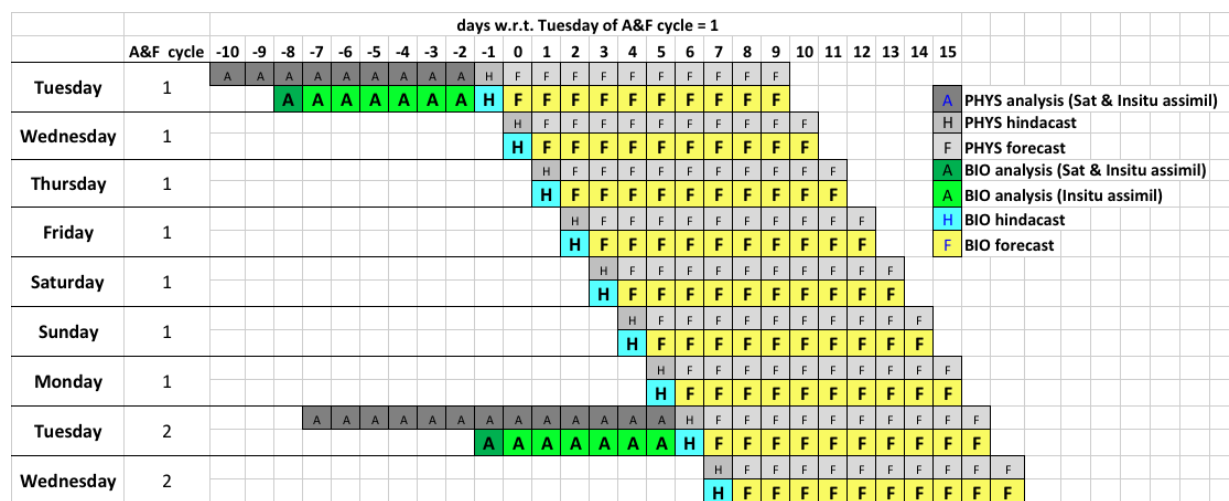 days w.r.t. Tuesday of A&F cycle = 1
A&F cycle -10 -9 -8 -7 -6 -5 -4 -3 -2 -1 0 1 2 3 4 5 6 7 8 9 10 11 12 13 14 15
A A A A A A A A A H F F F F F F F F F F
Tuesday 1
A A A A A A A H F F F F F F F F F F
H F F F F F F F F F F
Wednesday 1
H F F F F F F F F F F
H F F F F F F F F F F
Thursday 1
H F F F F F F F F F F
H F F F F F F F F F F
Friday 1
H F F F F F F F F F F
H F F F F F F F F F F
Saturday 1
H F F F F F F F F F F
H F F F F F F F F F F
Sunday 1
H F F F F F F F F F F
H F F F F F F F F F F
Monday 1
H F F F F F F F F F F
A A A A A A A A A A A A A H F F F F F F F F F F
Tuesday 2
A A A A A A A H F F F F F F F F F F
H F F F F F F F F F F
Wednesday 2
H F F F F F F F F F F
A PHYS analysis (Sat & Insitu assimil)
H PHYS hindacast
F PHYS forecast
A BIO analysis (Sat & Insitu assimil)
A BIO analysis (Insitu assimil)
H BIO hindacast
F BIO forecast